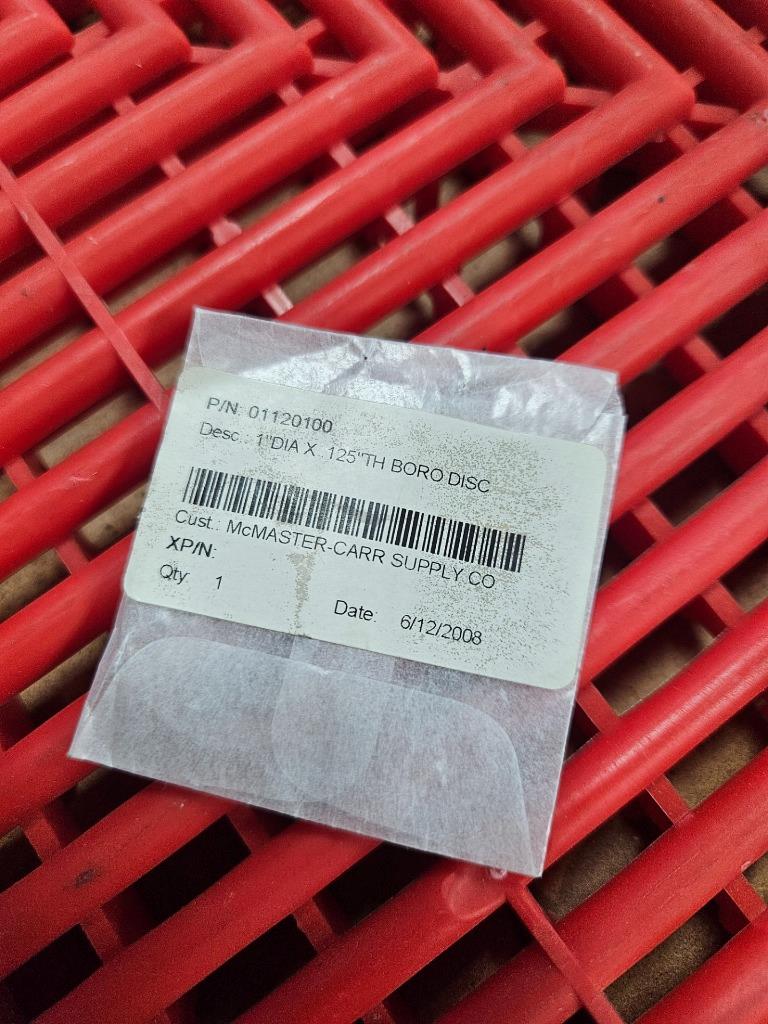 P/N: 01120100
Desc.: 1"DIA X .125"TH BORO DISC
Cust.: McMASTER-CARR SUPPLY CO
XP/N:
Qty: 1
Date: 6/12/2008